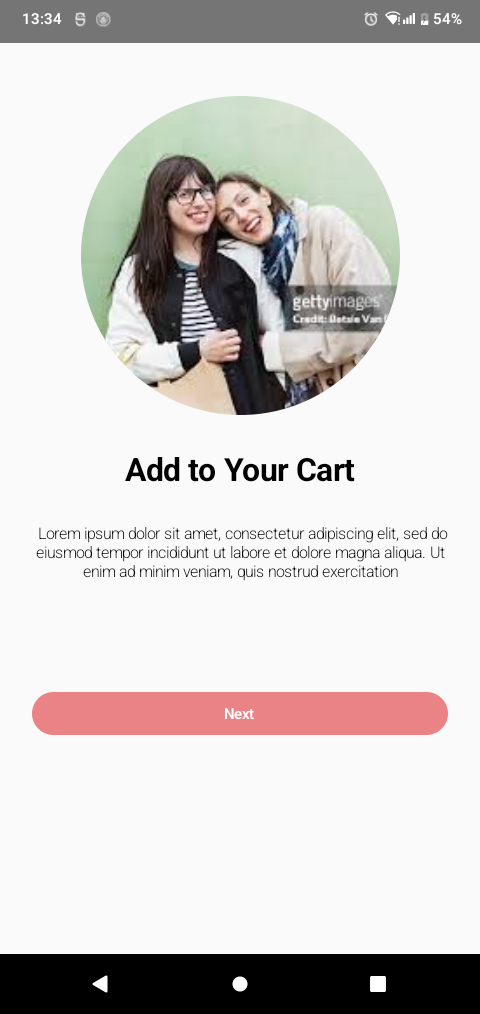 13:34
54%
gettyimages®
Credit: Betsie Van
Add to Your Cart
Lorem ipsum dolor sit amet, consectetur adipiscing elit, sed do
eiusmod tempor incididunt ut labore et dolore magna aliqua. Ut
enim ad minim veniam, quis nostrud exercitation
Next